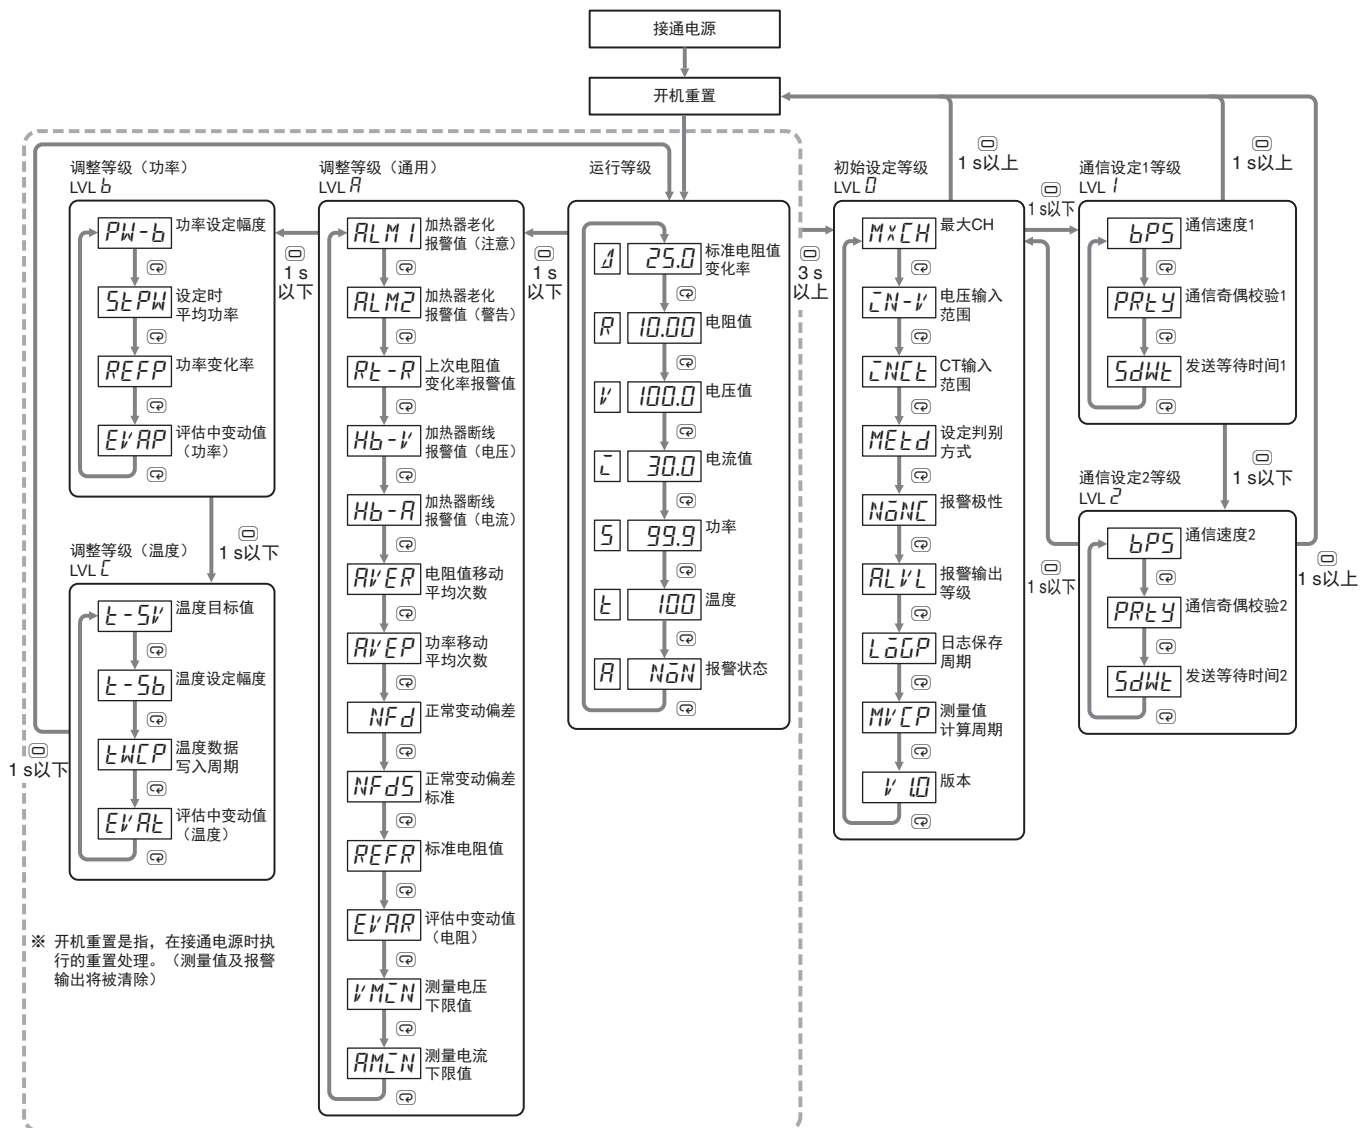 接通电源
开机重置
调整等级（功率）
LVL b
PW-b
功率设定幅度
StPW
设定时
平均功率
REFP
功率变化率
EVAP
评估中变动值
（功率）
1 s以下
调整等级（温度）
LVL C
t-SV
温度目标值
t-Sb
温度设定幅度
tWCP
温度数据
写入周期
EVAt
评估中变动值
（温度）
1 s以下
1 s
以下
调整等级（通用）
LVL A
ALM1
加热器老化
报警值（注意）
ALM2
加热器老化
报警值（警告）
Rt-R
上次电阻值
变化率报警值
Hb-V
加热器断线
报警值（电压）
Hb-A
加热器断线
报警值（电流）
AVER
电阻值移动
平均次数
AVEP
功率移动
平均次数
NFd
正常变动偏差
NFdS
正常变动偏差
标准
REFR
标准电阻值
EVAR
评估中变动值
（电阻）
VMiN
测量电压
下限值
AMiN
测量电流
下限值
1 s
以下
运行等级
Δ 25.0
标准电阻值
变化率
R 10.00
电阻值
V 100.0
电压值
i 30.0
电流值
S 99.9
功率
t 100
温度
A NoN
报警状态
3 s
以上
初始设定等级
LVL 0
MxCH
最大CH
iN-V
电压输入
范围
iNCt
CT输入
范围
MEtd
设定判别
方式
NoNC
报警极性
ALVL
报警输出
等级
LoGP
日志保存
周期
MVCP
测量值
计算周期
V 1.0
版本
1 s以上
1 s以下
通信设定1等级
LVL 1
bPS
通信速度1
PRtY
通信奇偶校验1
SdWt
发送等待时间1
1 s以上
1 s以下
通信设定2等级
LVL 2
bPS
通信速度2
PRtY
通信奇偶校验2
SdWt
发送等待时间2
1 s以下
1 s以上
※ 开机重置是指，在接通电源时执
行的重置处理。（测量值及报警
输出将被清除）